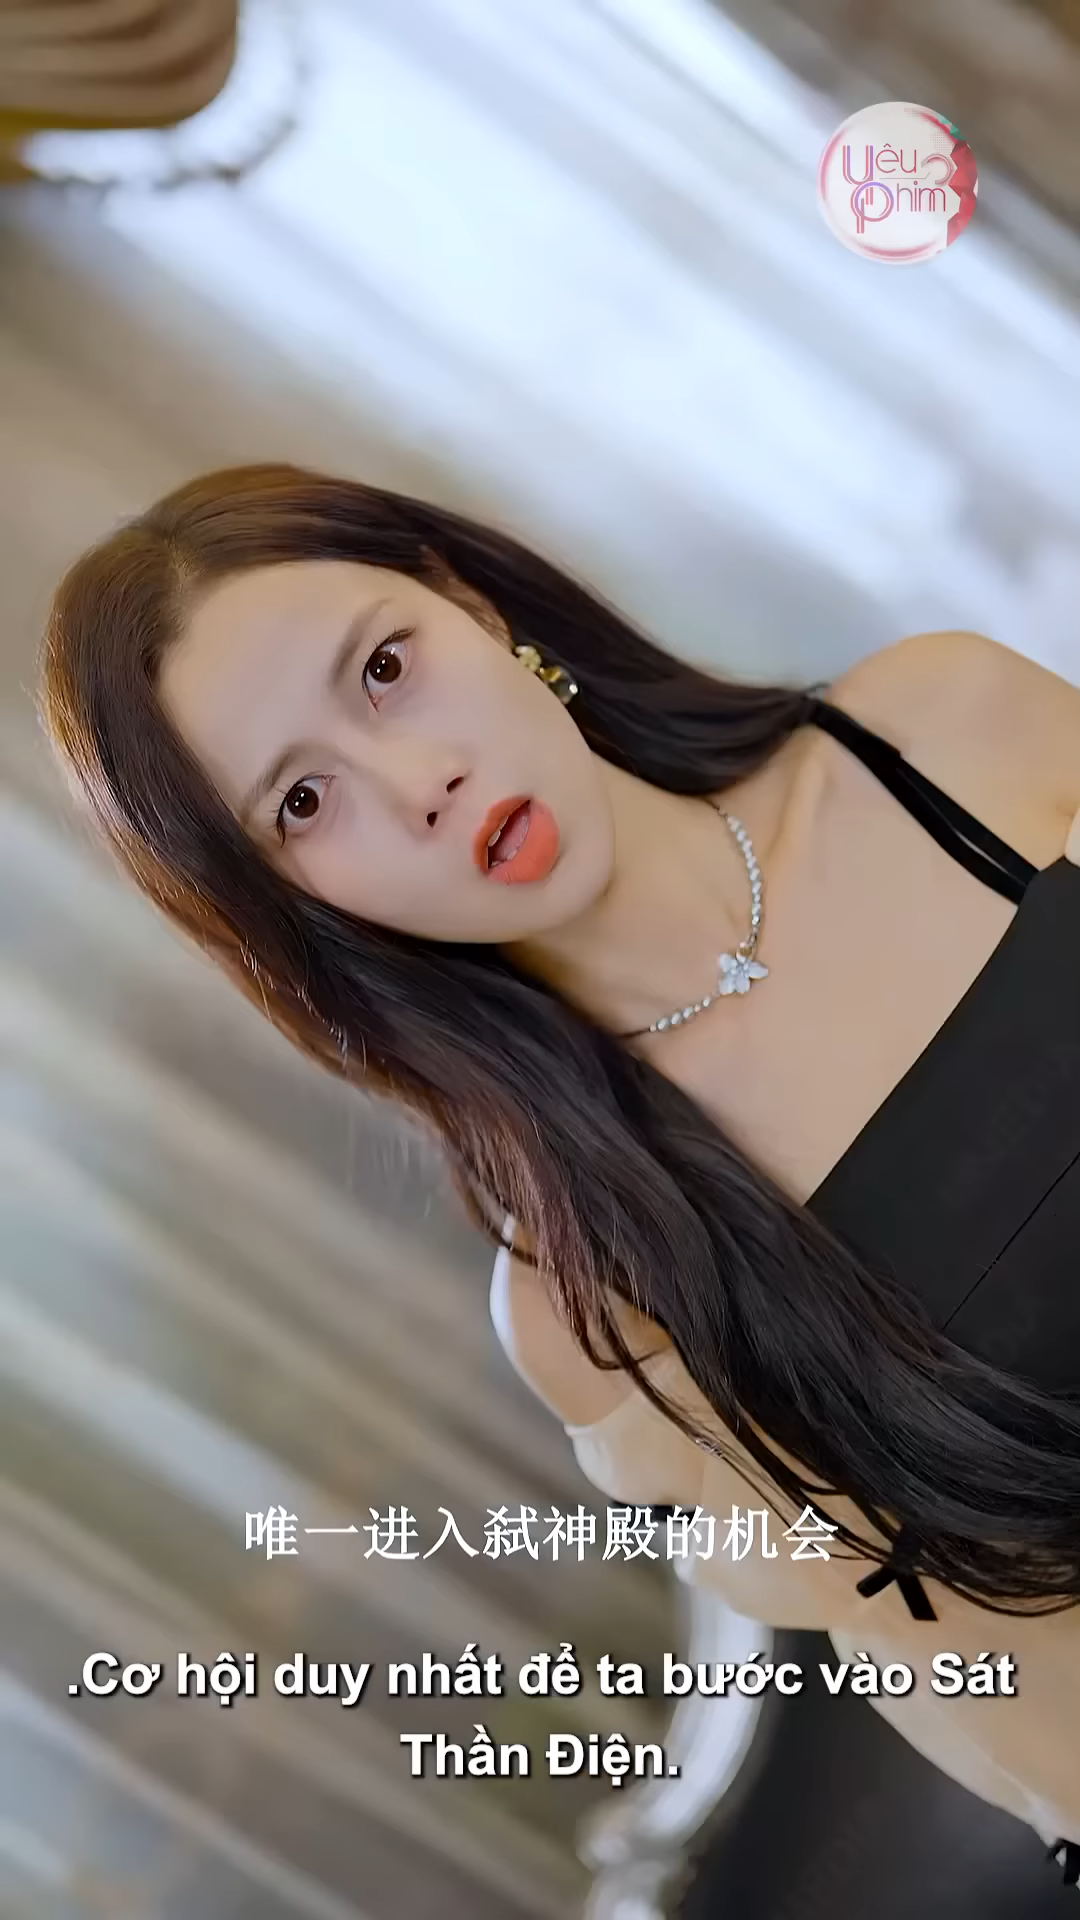 Yêu
Phim
唯一进入弑神殿的机会
.Cơ hội duy nhất để ta bước vào Sát
Thần Điện.